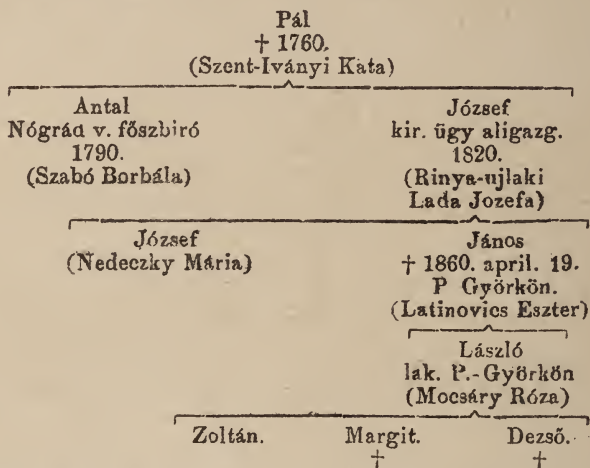 Pál
† 1760.
(Szent-Iványi Kata)
Antal
Nógrád v. főszbiró
1790.
(Szabó Borbála)
József
kir. ügy aligazg.
1820.
(Rinya-ujlaki
Lada Jozefa)
József
(Nedeczky Mária)
János
† 1860. april. 19.
P Györkön.
(Latinovics Eszter)
László
lak. P.-Györkön
(Mocsáry Róza)
Zoltán. Margit. Dezső.
† †